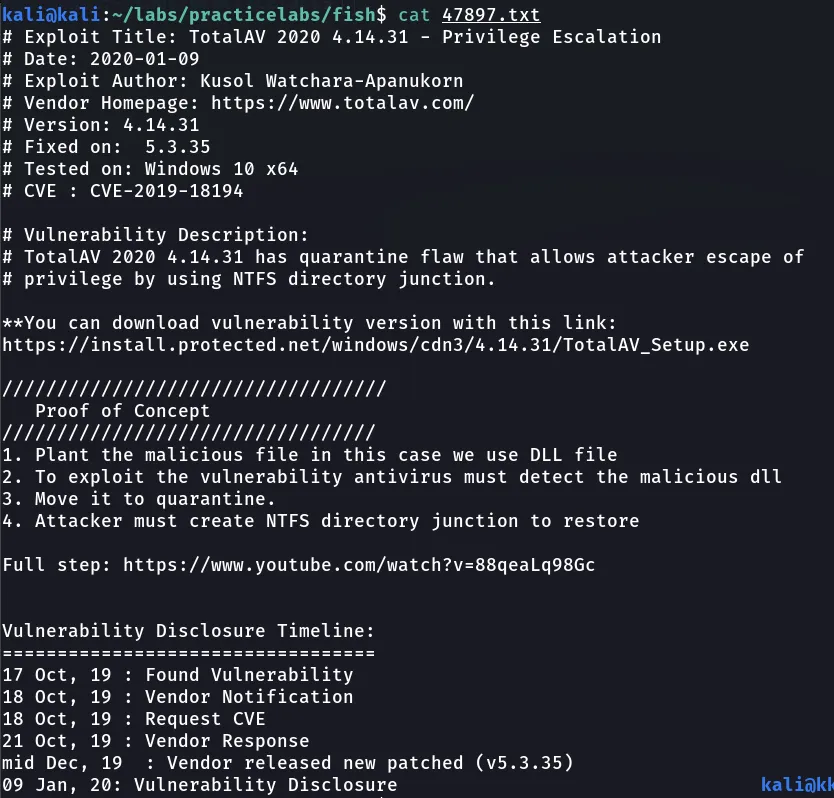 kali@kali:~/labs/practicelabs/fish$ cat 47897.txt
# Exploit Title: TotalAV 2020 4.14.31 - Privilege Escalation
# Date: 2020-01-09
# Exploit Author: Kusol Watchara-Apanukorn
# Vendor Homepage: https://www.totalav.com/
# Version: 4.14.31
# Fixed on:  5.3.35
# Tested on: Windows 10 x64
# CVE : CVE-2019-18194

# Vulnerability Description:
# TotalAV 2020 4.14.31 has quarantine flaw that allows attacker escape of
# privilege by using NTFS directory junction.

**You can download vulnerability version with this link:
https://install.protected.net/windows/cdn3/4.14.31/TotalAV_Setup.exe

///////////////////////////////////
   Proof of Concept
//////////////////////////////////
1. Plant the malicious file in this case we use DLL file
2. To exploit the vulnerability antivirus must detect the malicious dll
3. Move it to quarantine.
4. Attacker must create NTFS directory junction to restore

Full step: https://www.youtube.com/watch?v=88qeaLq98Gc


Vulnerability Disclosure Timeline:
==================================
17 Oct, 19 : Found Vulnerability
18 Oct, 19 : Vendor Notification
18 Oct, 19 : Request CVE
21 Oct, 19 : Vendor Response
mid Dec, 19  : Vendor released new patched (v5.3.35)
09 Jan, 20: Vulnerability Disclosure
kali@k